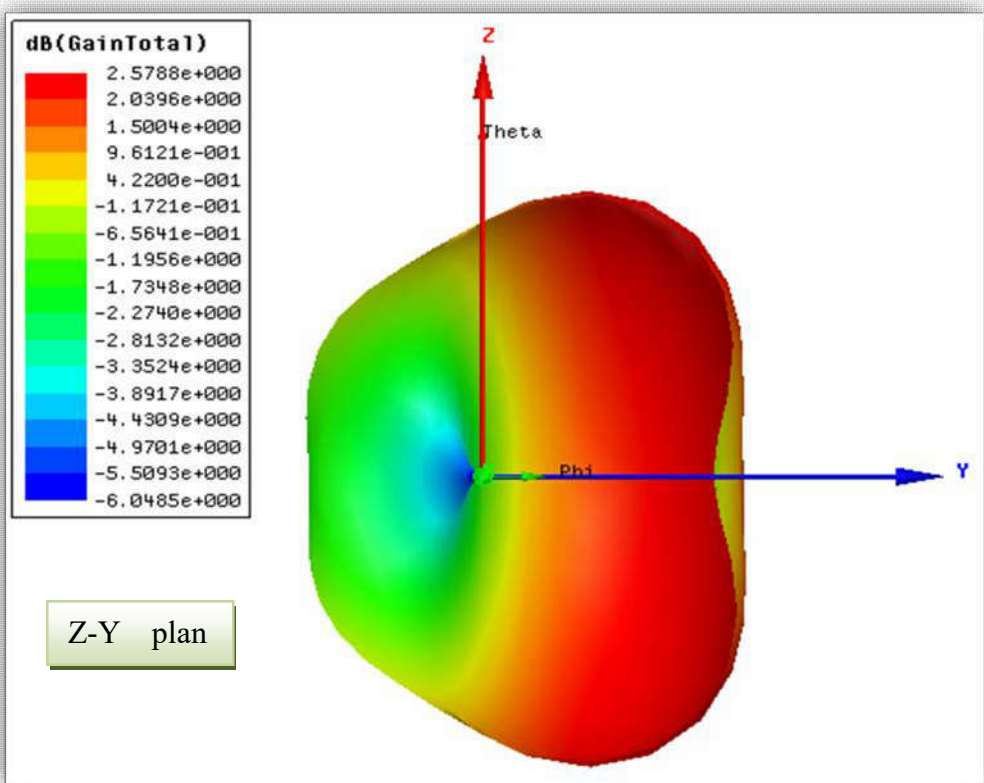 dB(GainTotal)
2.5788e+000
2.0396e+000
1.5004e+000
9.6121e-001
4.2200e-001
-1.1721e-001
-6.5641e-001
-1.1956e+000
-1.7348e+000
-2.2740e+000
-2.8132e+000
-3.3524e+000
-3.8917e+000
-4.4309e+000
-4.9701e+000
-5.5093e+000
-6.0485e+000
Z
Theta
Phi
Y
Z-Y plan